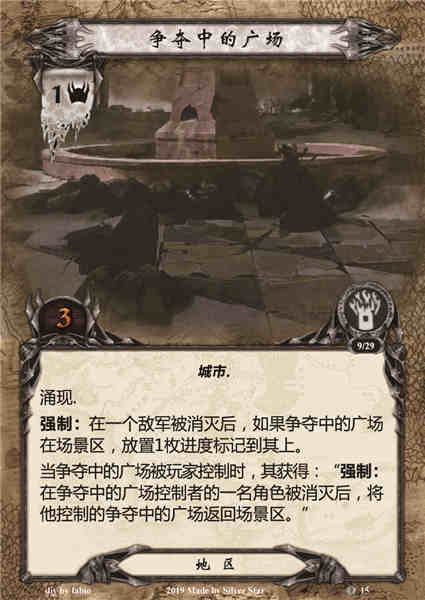 争夺中的广场
1
3
9/29
城市.
涌现.
强制：在一个敌军被消灭后，如果争夺中的广场
在场景区，放置1枚进度标记到其上。
当争夺中的广场被玩家控制时，其获得：“强制：
在争夺中的广场控制者的一名角色被消灭后，将
他控制的争夺中的广场返回场景区。”
地 区
diy by fabio 2019 Made by Silver Star 15